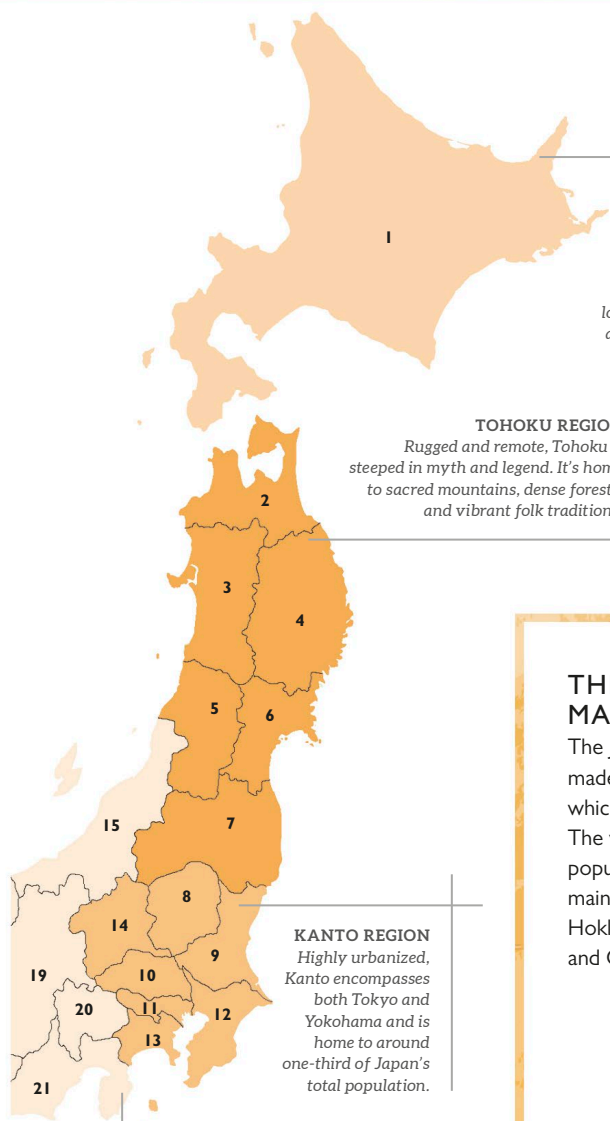 1
lo
a
TOHOKU REGIO
Rugged and remote, Tohoku
steeped in myth and legend. It's hom
to sacred mountains, dense forest
and vibrant folk tradition
2
3
4
5
6
7
15
8
14
9
10
19
11
20
12
13
21
KANTO REGION
Highly urbanized,
Kanto encompasses
both Tokyo and
Yokohama and is
home to around
one-third of Japan's
total population.
TH
MA
The J
made
whic
The
popu
main
Hokk
and C